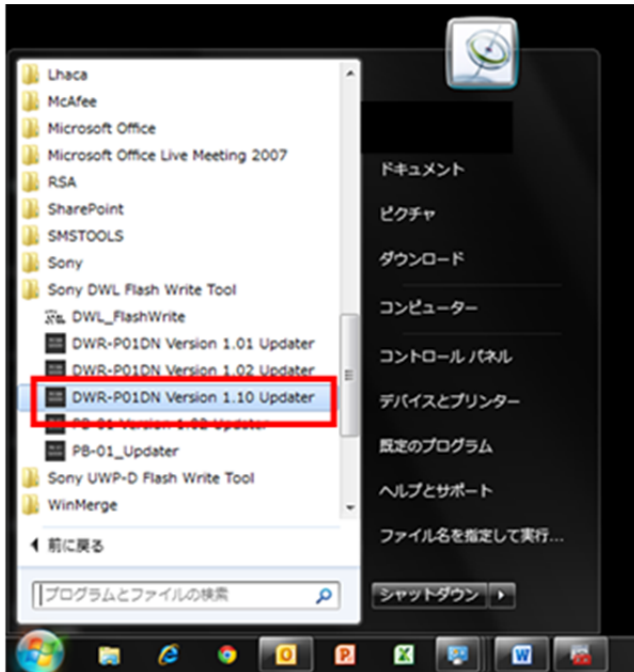 Lhaca
McAfee
Microsoft Office
Microsoft Office Live Meeting 2007
RSA
SharePoint
SMSTOOLS
Sony
Sony DWL Flash Write Tool
DWL_FlashWrite
DWR-P01DN Version 1.01 Updater
DWR-P01DN Version 1.02 Updater
DWR-P01DN Version 1.10 Updater
PB-01 Version 1.02 Updater
PB-01_Updater
Sony UWP-D Flash Write Tool
WinMerge
前に戻る
プログラムとファイルの検索
ドキュメント
ピクチャ
ダウンロード
コンピューター
コントロール パネル
デバイスとプリンター
既定のプログラム
ヘルプとサポート
ファイル名を指定して実行...
シャットダウン